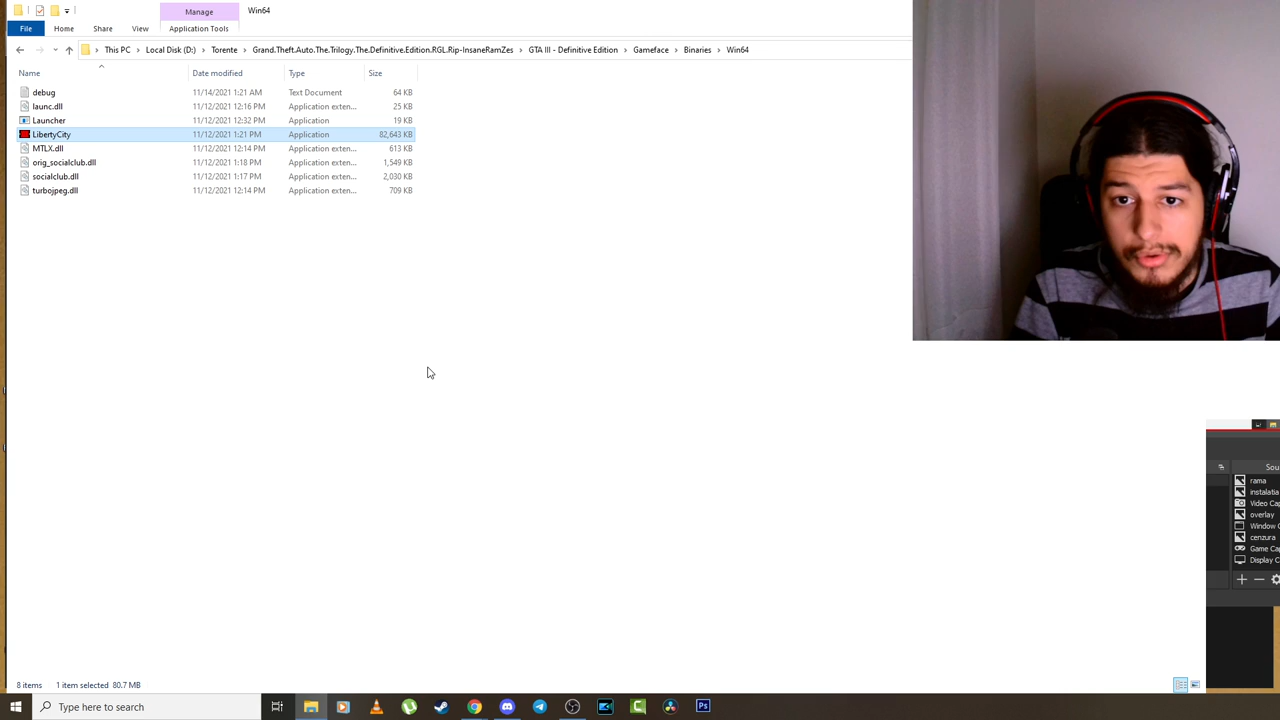 Manage
Win64
File
Home
Share
View
Application Tools
This PC
Local Disk (D:)
Torente
Grand.Theft.Auto.The.Trilogy.The.Definitive.Edition.RGL.Rip-InsaneRamZes
GTA III - Definitive Edition
Gameface
Binaries
Win64
Name
Date modified
Type
Size
debug 11/14/2021 1:21 AM Text Document 64 KB
launc.dll 11/12/2021 12:16 PM Application exten... 25 KB
Launcher 11/12/2021 12:32 PM Application 19 KB
LibertyCity 11/12/2021 1:21 PM Application 82,643 KB
MTLX.dll 11/12/2021 12:14 PM Application exten... 613 KB
orig_socialclub.dll 11/12/2021 1:18 PM Application exten... 1,549 KB
socialclub.dll 11/12/2021 1:17 PM Application exten... 2,030 KB
turbojpeg.dll 11/12/2021 12:14 PM Application exten... 709 KB
Sou
rama
instalatia
Video Cap
overlay
Window C
cenzura
Game Cap
Display C
8 items
1 item selected 80.7 MB
Type here to search
Ps